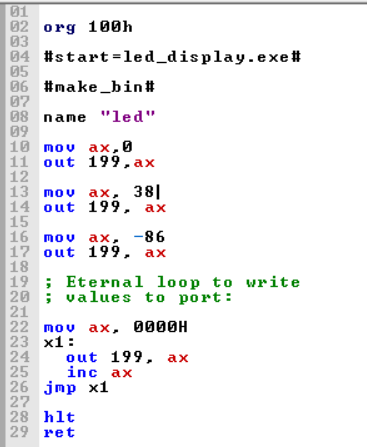 01
02 org 100h
03
04 #start=led_display.exe#
05
06 #make_bin#
07
08 name "led"
09
10 mov ax,0
11 out 199,ax
12
13 mov ax, 38
14 out 199, ax
15
16 mov ax, -86
17 out 199, ax
18
19 ; Eternal loop to write
20 ; values to port:
21
22 mov ax, 0000H
23 x1:
24   out 199, ax
25   inc ax
26 jmp x1
27
28 hlt
29 ret